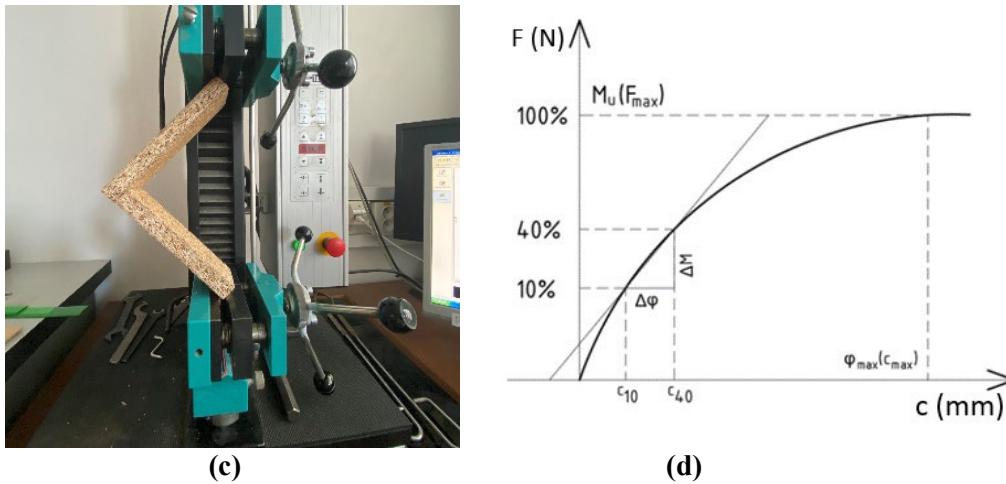 F (N)
Mu(Fmax)
100%
40%
ΔM
10%
Δφ
φmax(cmax)
c10
c40
c (mm)
(c)
(d)